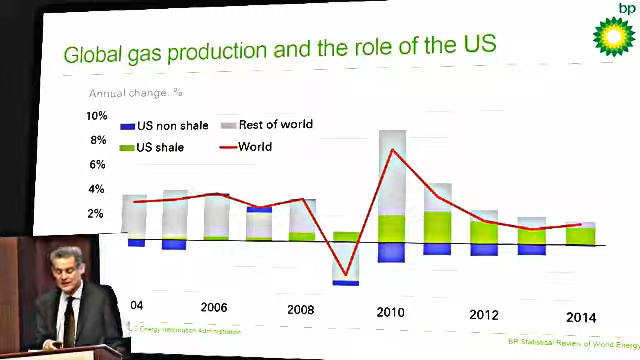 bp
Global gas production and the role of the US
Annual change, %
10%
US non shale
Rest of world
8%
US shale
World
6%
4%
2%
04
2006
2008
2010
2012
2014
Energy Information Administration
BP Statistical Review of World Energy